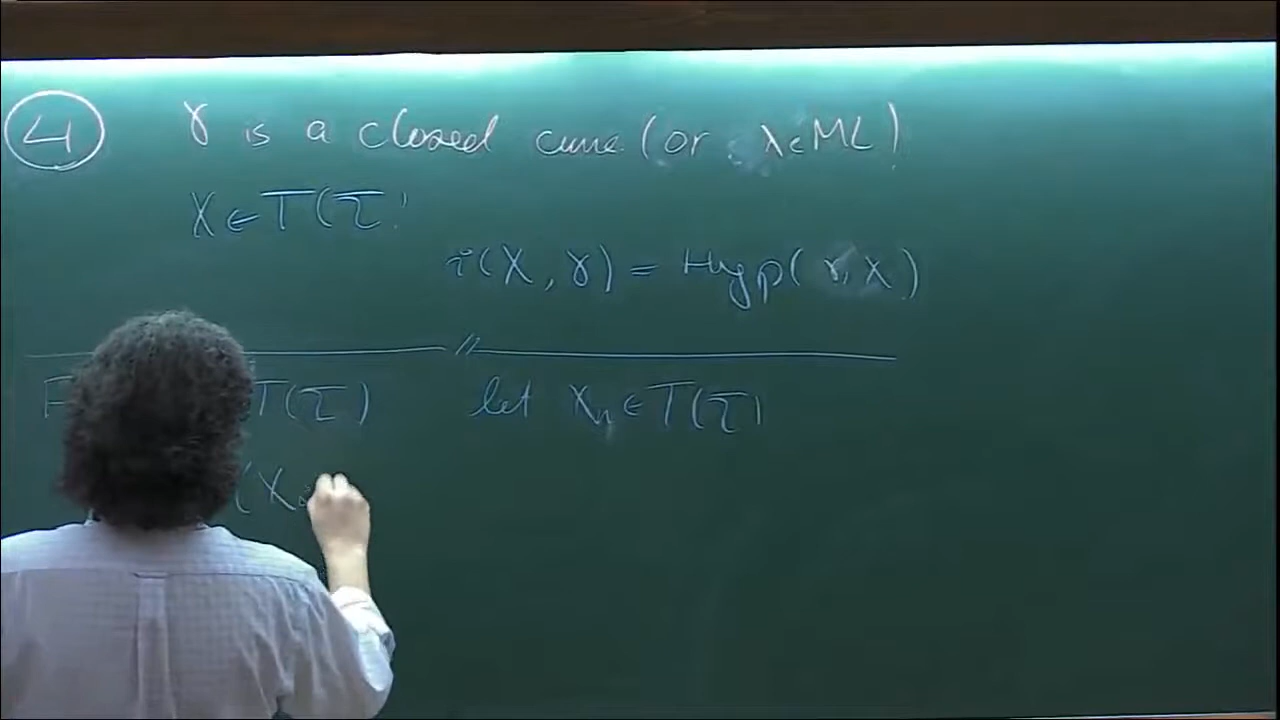 ④ γ is a closed curve (or λ∈ML)
X∈T(Σ)
i(X, γ) = Hyp(γ, X)
T(Σ) let Xₙ∈T(Σ)
(X